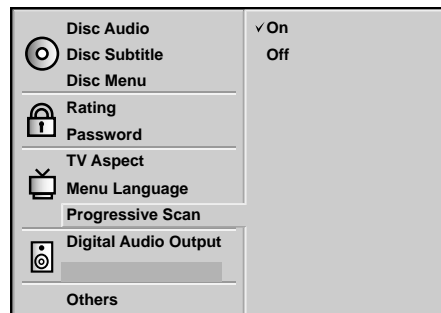 Disc Audio
Disc Subtitle
Disc Menu
Rating
Password
TV Aspect
Menu Language
Progressive Scan
Digital Audio Output
Others
✓On
Off